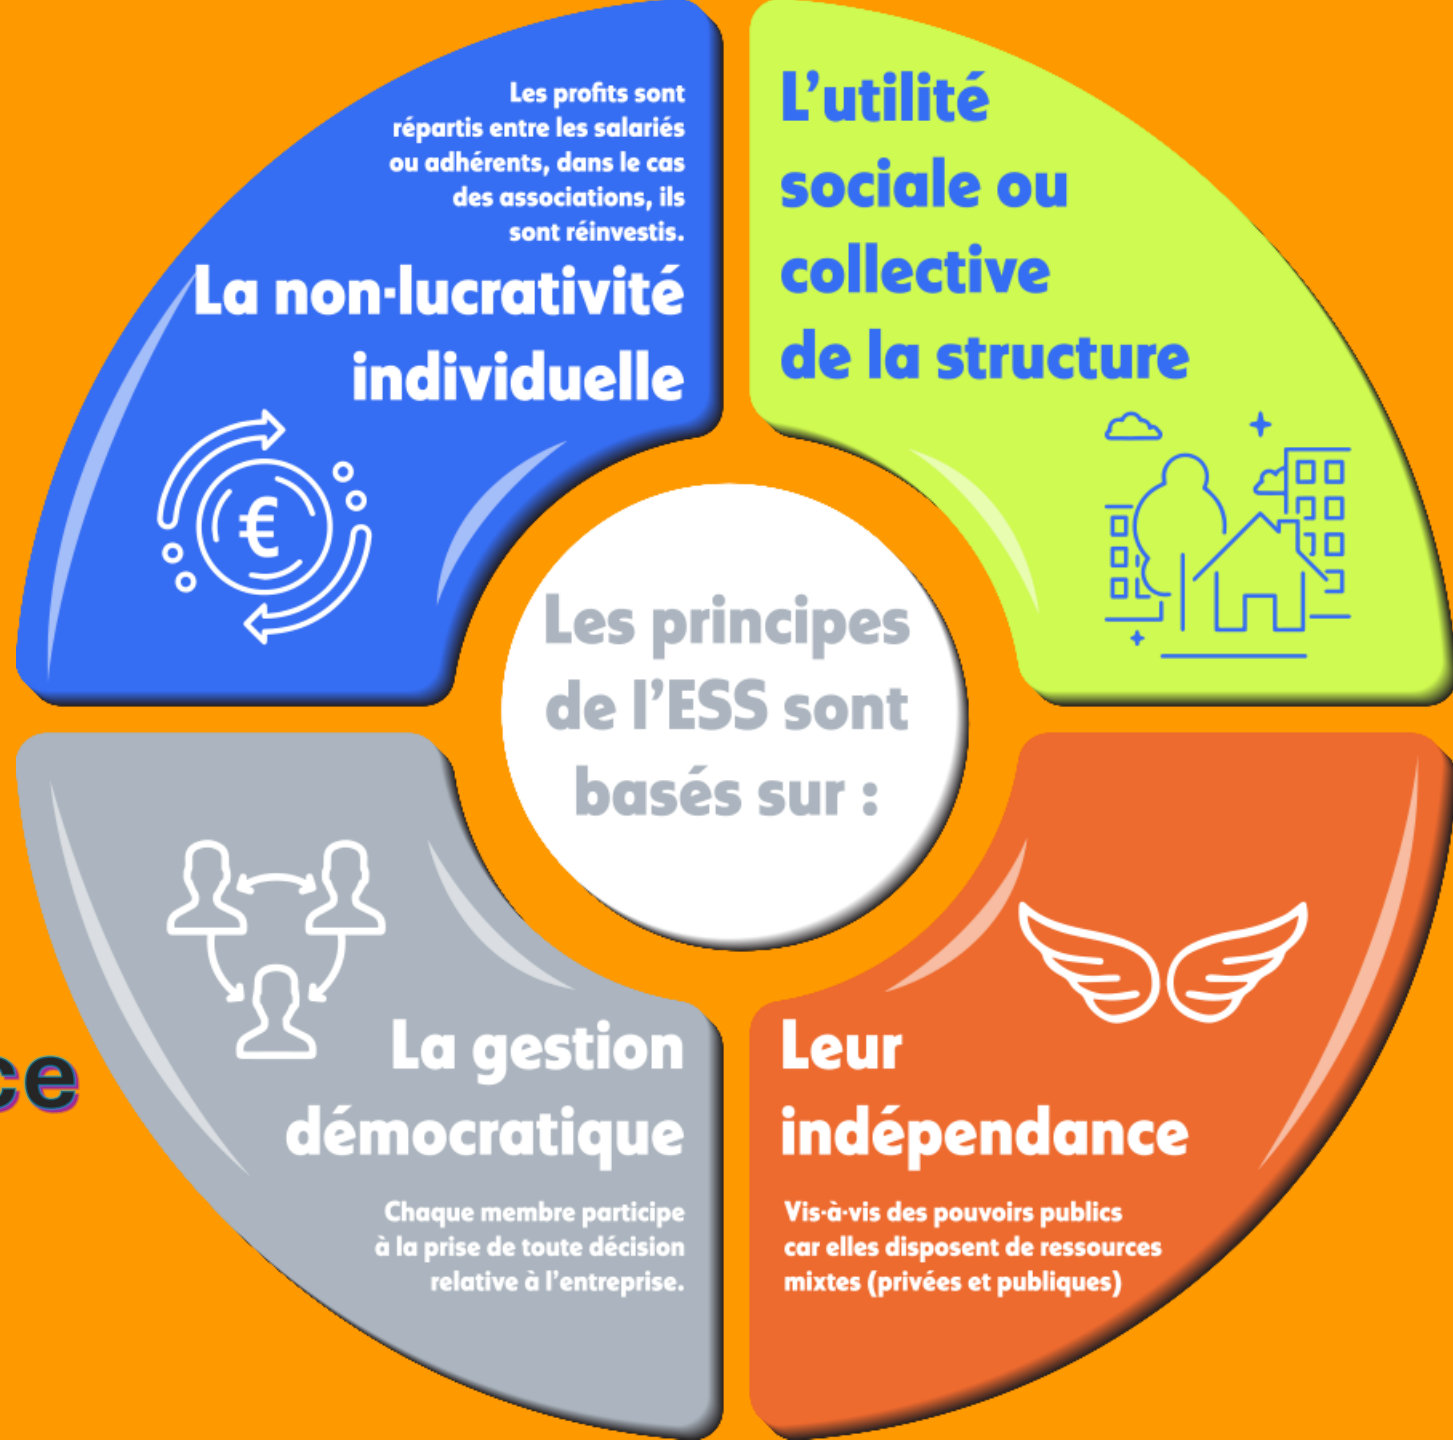 Les profits sont
répartis entre les salariés
ou adhérents, dans le cas
des associations, ils
sont réinvestis.
La non-lucrativité
individuelle
€
L'utilité
sociale ou
collective
de la structure
Les principes
de l'ESS sont
basés sur :
La gestion
démocratique
Chaque membre participe
à la prise de toute décision
relative à l'entreprise.
Leur
indépendance
Vis-à-vis des pouvoirs publics
car elles disposent de ressources
mixtes (privées et publiques)